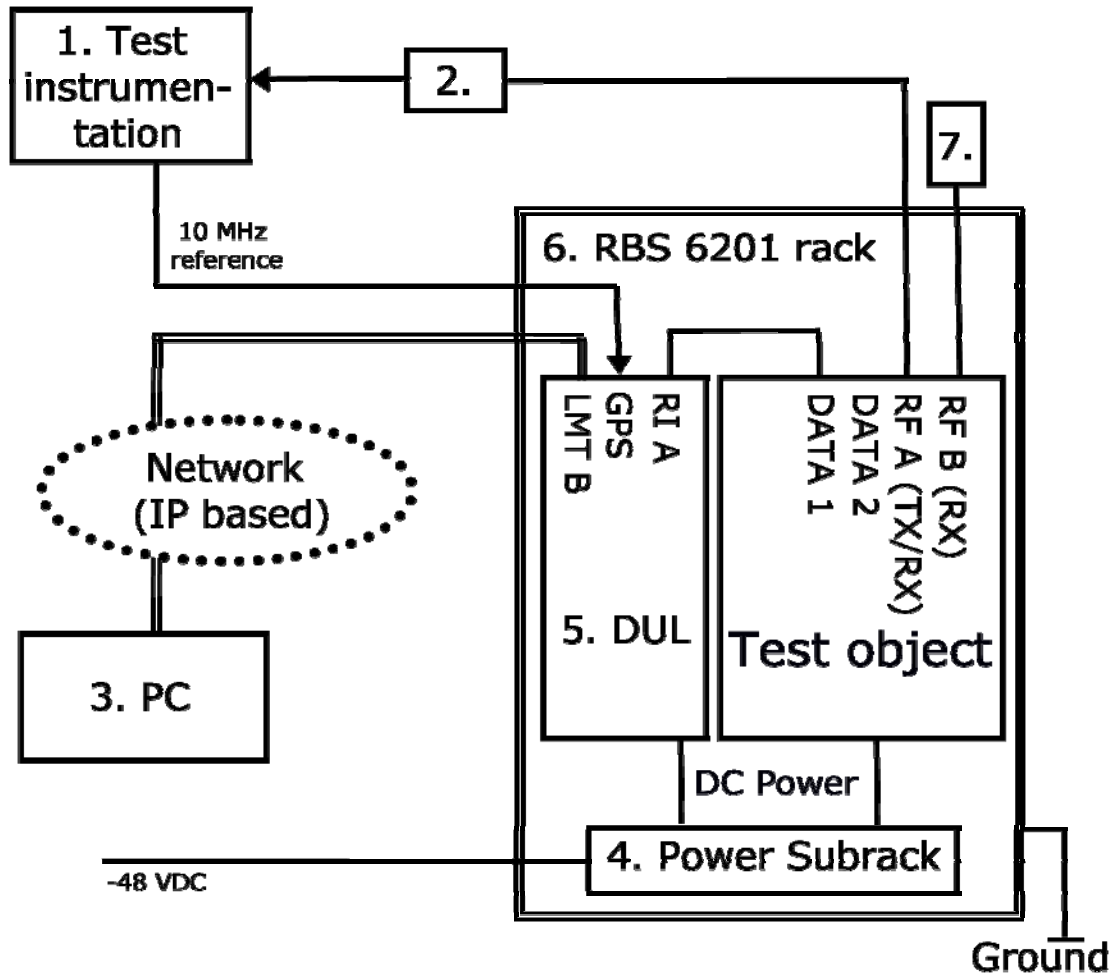 1. Test
instrumen-
tation
2.
7.
10 MHz
reference
6. RBS 6201 rack
LMT B
GPS
RI A
DATA 1
DATA 2
RF A (TX/RX)
RF B (RX)
Network
(IP based)
5. DUL
Test object
3. PC
DC Power
4. Power Subrack
-48 VDC
Ground